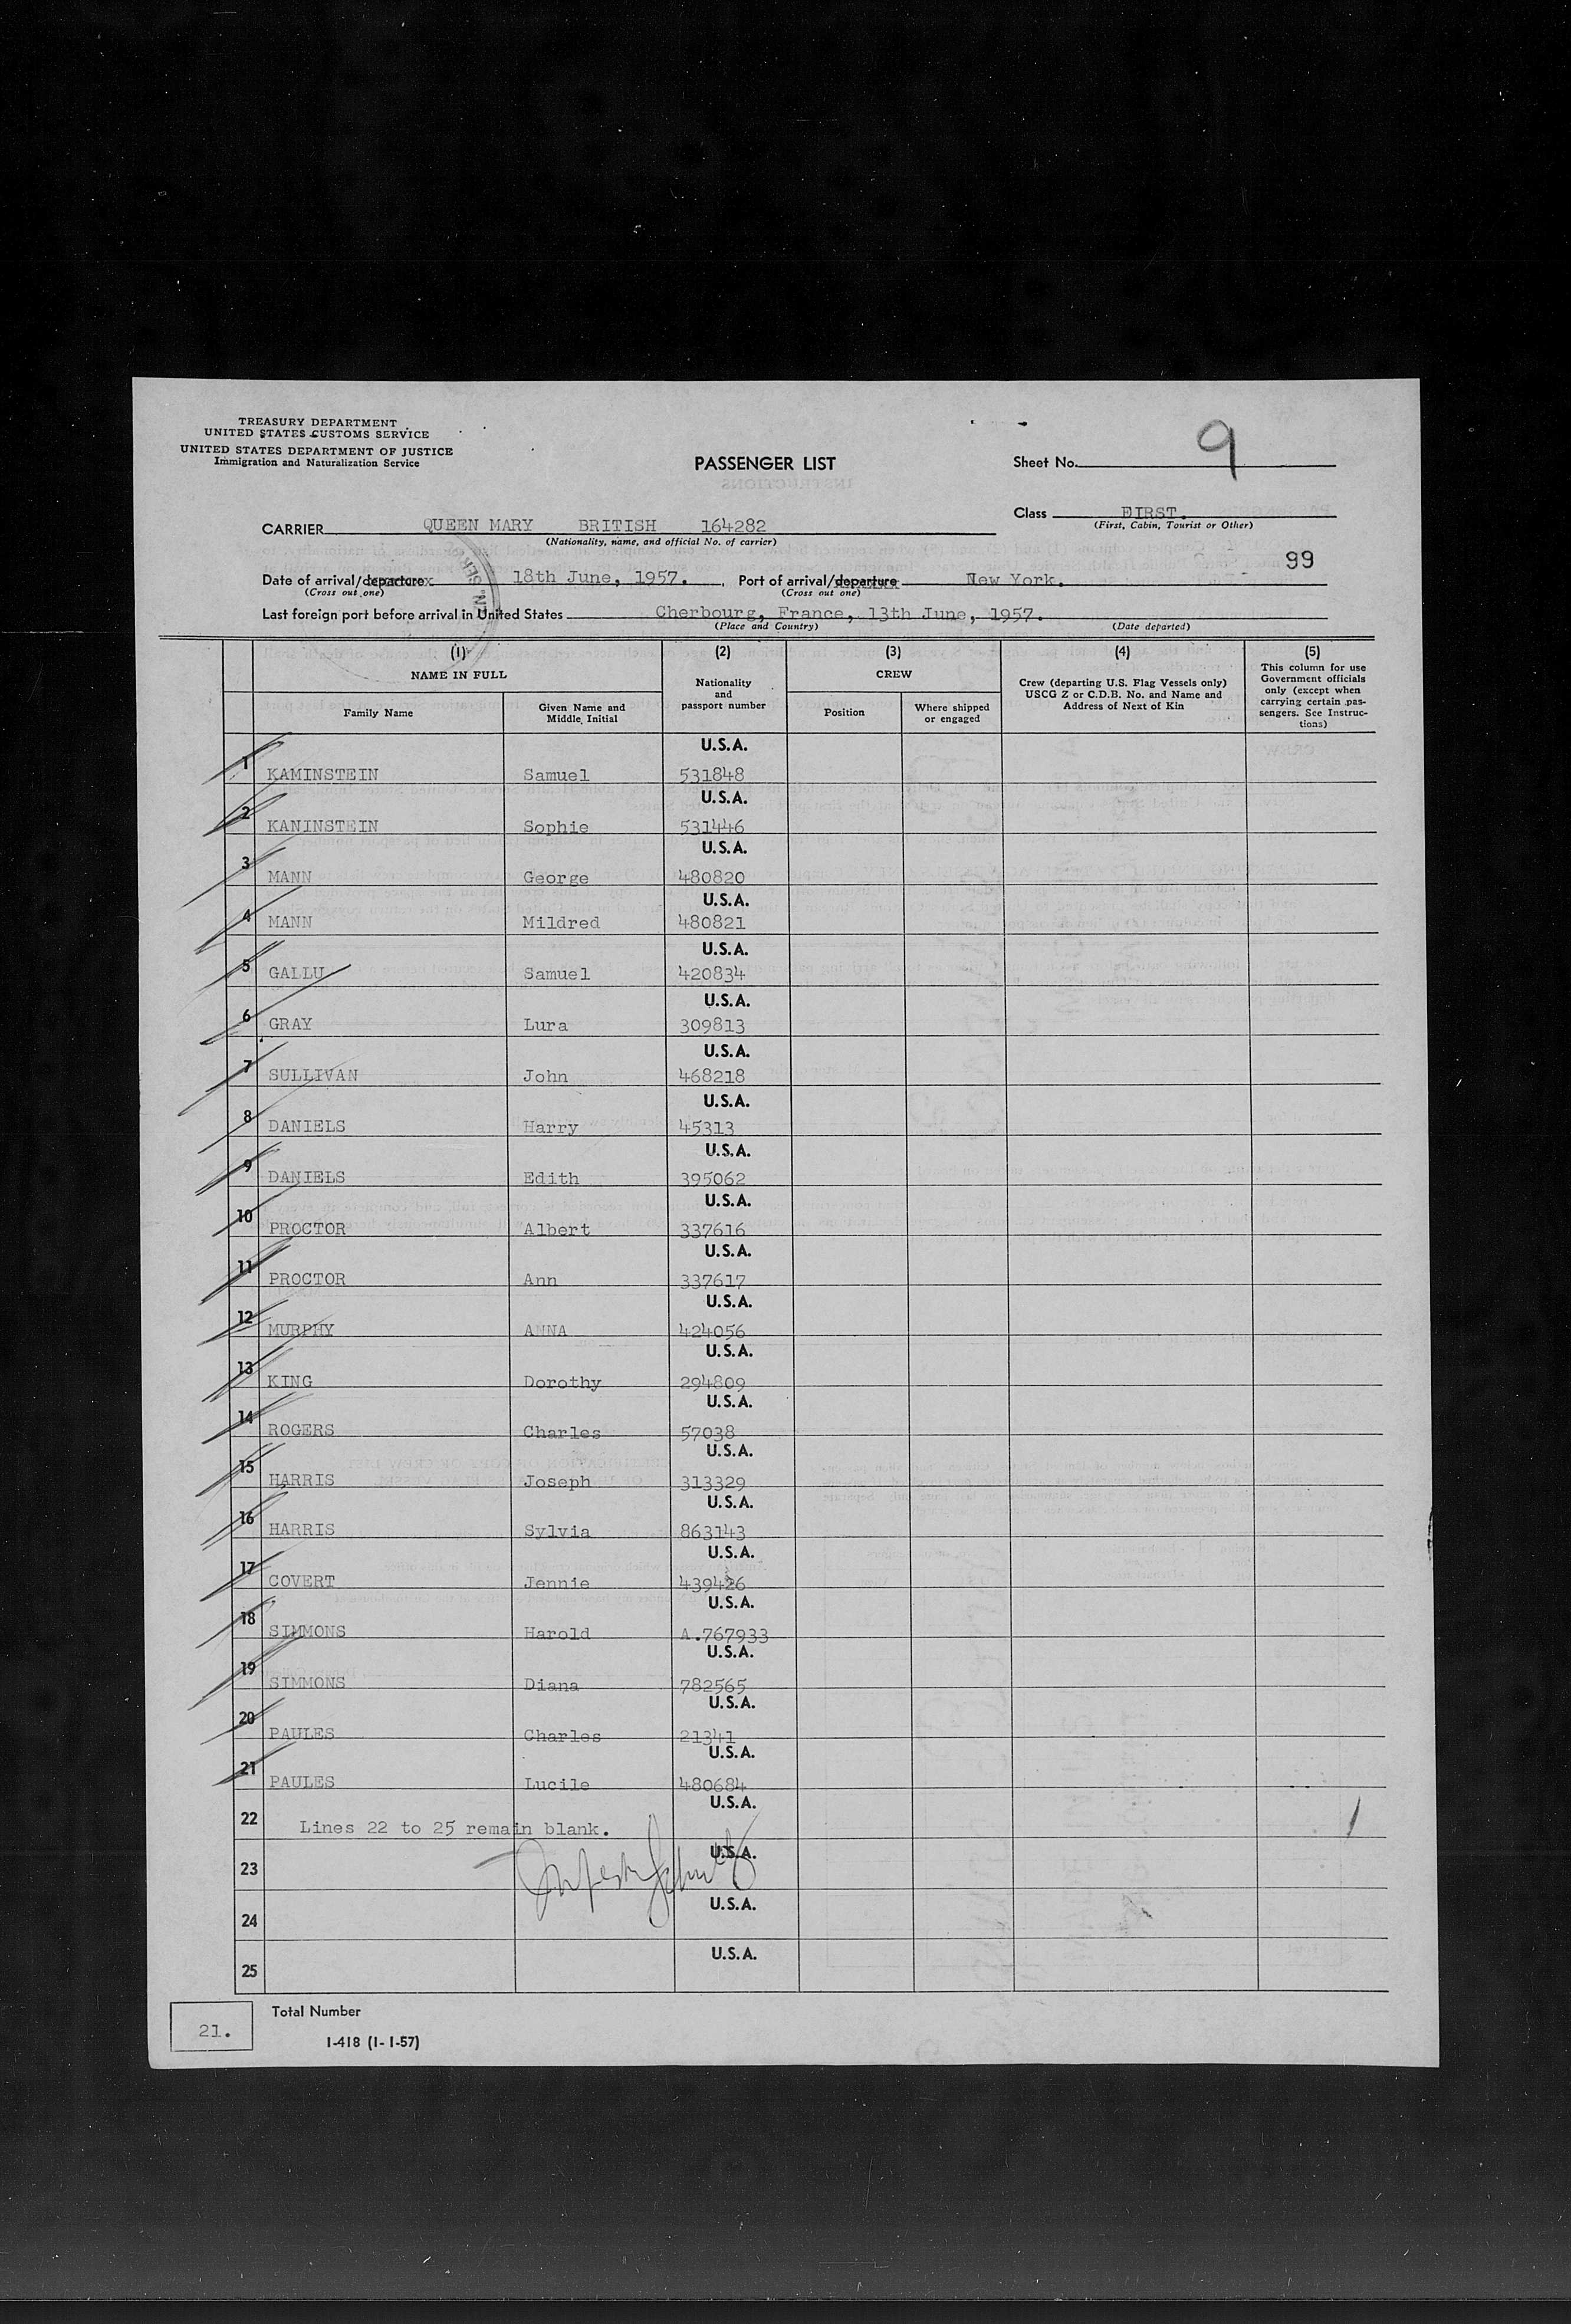 TREASURY DEPARTMENT
UNITED STATES CUSTOMS SERVICE
UNITED STATES DEPARTMENT OF JUSTICE
Immigration and Naturalization Service
PASSENGER LIST
Sheet No. 9
Class FIRST.
(First, Cabin, Tourist or Other)
CARRIER QUEEN MARY BRITISH 164282
(Nationality, name, and official No. of carrier)
99
Date of arrival/departure 18th June, 1957. , Port of arrival/departure New York.
(Cross out one) (Cross out one)
Last foreign port before arrival in United States Cherbourg, France, 13th June, 1957.
(Place and Country) (Date departed)
(1) (2) (3) (4) (5)
NAME IN FULL Nationality and passport number CREW Crew (departing U.S. Flag Vessels only) USCG Z or C.D.B. No. and Name and Address of Next of Kin This column for use Government officials only (except when carrying certain pas-sengers. See Instruc-tions)
Family Name Given Name and Middle Initial Position Where shipped or engaged
U.S.A.
1 KAMINSTEIN Samuel 531848
U.S.A.
2 KANINSTEIN Sophie 531446
U.S.A.
3 MANN George 480820
U.S.A.
4 MANN Mildred 480821
U.S.A.
5 GALLU Samuel 420834
U.S.A.
6 GRAY Lura 309813
U.S.A.
7 SULLIVAN John 468218
U.S.A.
8 DANIELS Harry 45313
U.S.A.
9 DANIELS Edith 395062
U.S.A.
10 PROCTOR Albert 337616
U.S.A.
11 PROCTOR Ann 337617
U.S.A.
12 MURPHY ANNA 424056
U.S.A.
13 KING Dorothy 294809
U.S.A.
14 ROGERS Charles 57038
U.S.A.
15 HARRIS Joseph 313329
U.S.A.
16 HARRIS Sylvia 863143
U.S.A.
17 COVERT Jennie 439426
U.S.A.
18 SIMMONS Harold A.767933
U.S.A.
19 SIMMONS Diana 782565
U.S.A.
20 PAULES Charles 21341
U.S.A.
21 PAULES Lucile 480684
U.S.A.
22 Lines 22 to 25 remain blank.
U.S.A.
23
U.S.A.
24
U.S.A.
25
21. Total Number
I-418 (1-1-57)